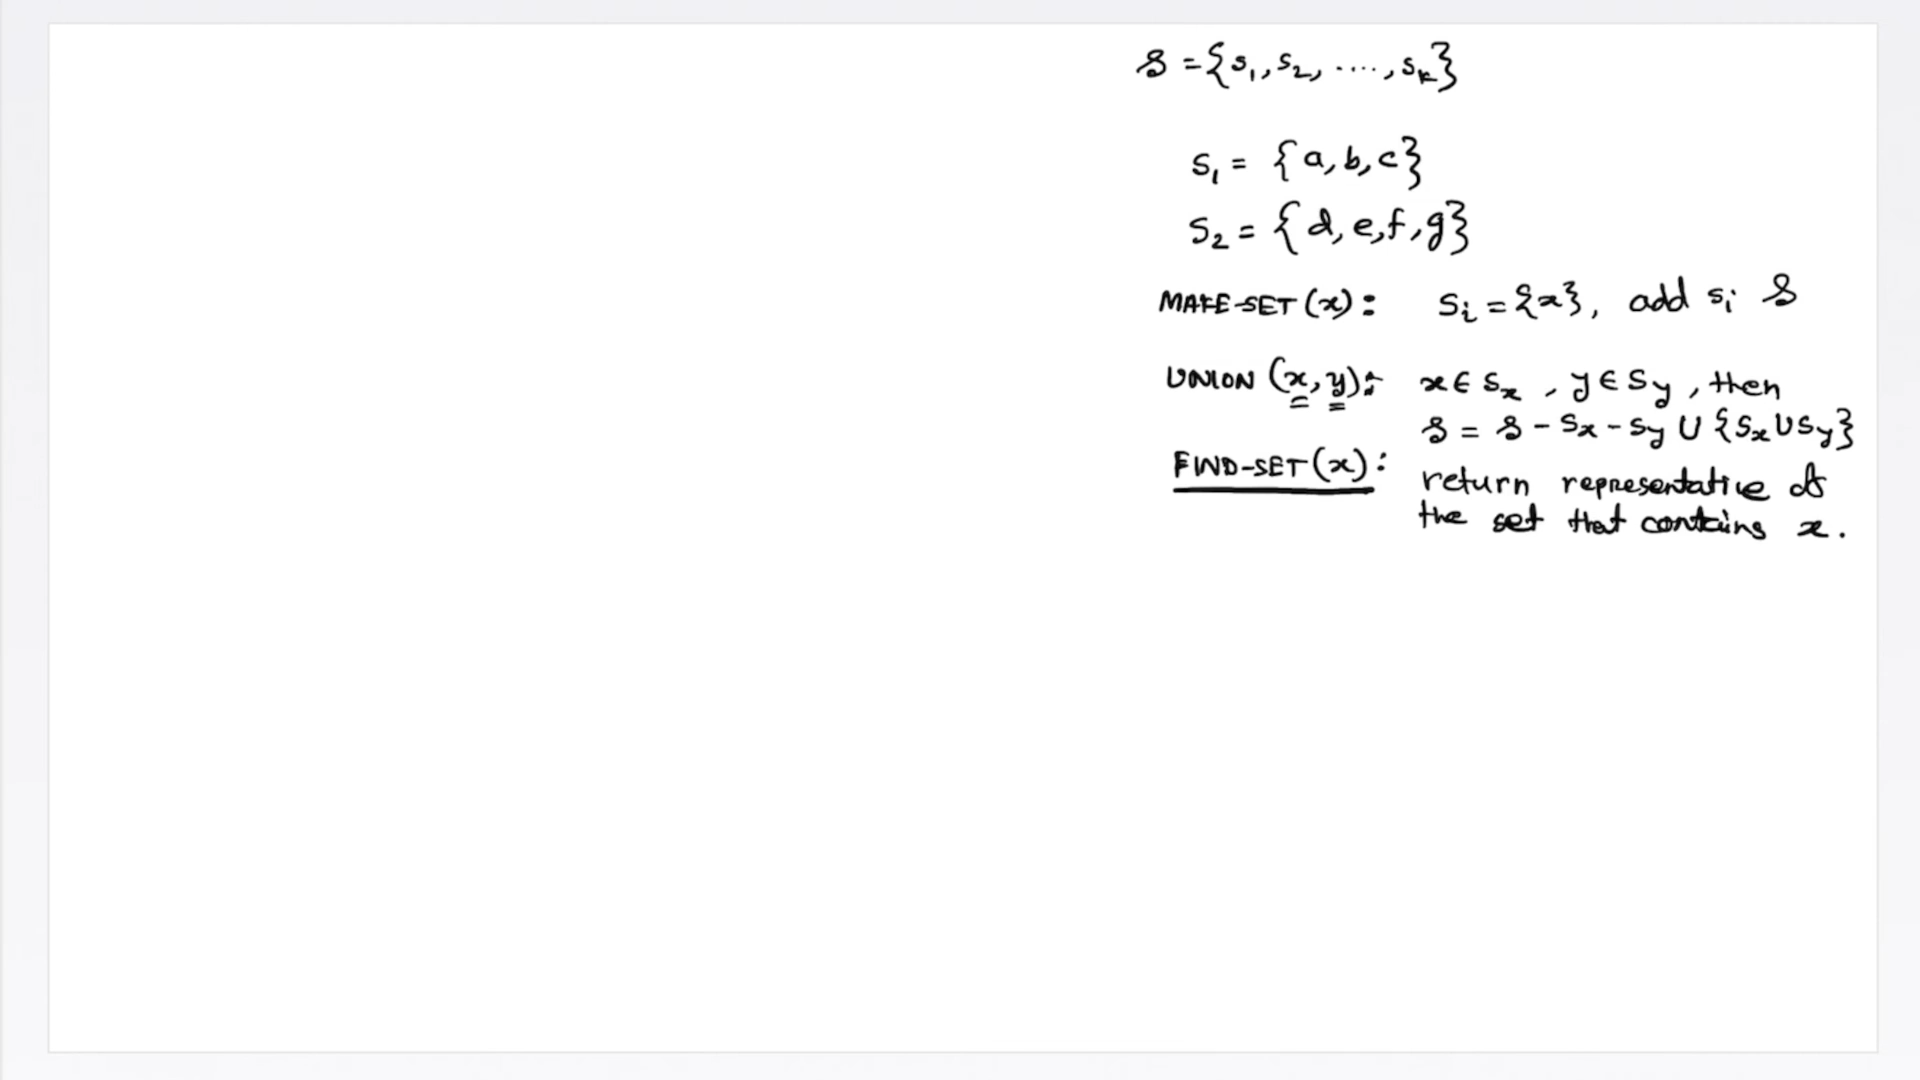 𝒮 = {s₁, s₂, ...., sₖ}
s₁ = {a, b, c}
s₂ = {d, e, f, g}
MAKE-SET (x) : sᵢ = {x}, add sᵢ 𝒮
UNION (x, y) : x ∈ sₓ , y ∈ s_y , then
𝒮 = 𝒮 - sₓ - s_y ∪ {sₓ ∪ s_y}
FIND-SET (x) : return representative of
the set that contains x.